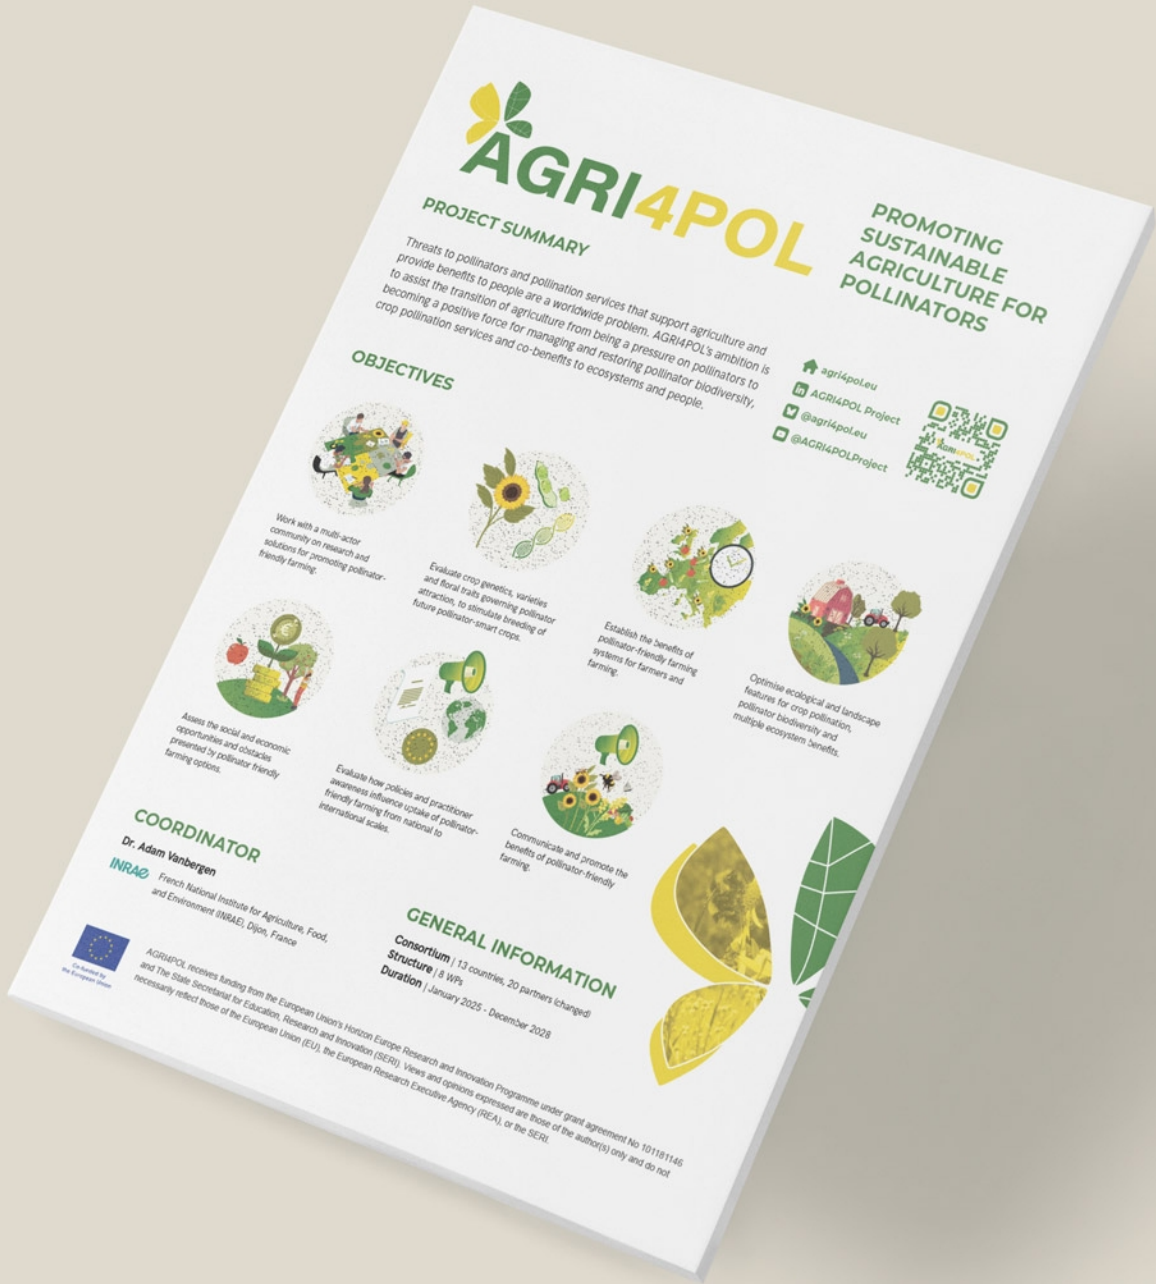 AGRI4POL
PROMOTING
SUSTAINABLE
AGRICULTURE FOR
POLLINATORS
PROJECT SUMMARY
Threats to pollinators and pollination services that support agriculture and
provide benefits to people are a worldwide problem. AGRI4POL's ambition is
to assist the transition of agriculture from being a pressure on pollinators to
becoming a positive force for managing and restoring pollinator biodiversity,
crop pollination services and co-benefits to ecosystems and people.
agri4pol.eu
AGRI4POL Project
@agri4pol.eu
@AGRI4POLProject
AGRI4POL
OBJECTIVES
Work with a multi-actor
community on research and
solutions for promoting pollinator-
friendly farming.
Evaluate crop genetics, varieties
and floral traits governing pollinator
attraction, to stimulate breeding of
future pollinator-smart crops.
Establish the benefits of
pollinator-friendly farming
systems for farmers and
farming.
Optimise ecological and landscape
features for crop pollination,
pollinator biodiversity and
multiple ecosystem benefits.
Assess the social and economic
opportunities and obstacles
presented by pollinator friendly
farming options.
Evaluate how policies and practitioner
awareness influence uptake of pollinator-
friendly farming from national to
international scales.
Communicate and promote the
benefits of pollinator-friendly
farming.
COORDINATOR
Dr. Adam Vanbergen
INRAE
French National Institute for Agriculture, Food,
and Environment (INRAE), Dijon, France
GENERAL INFORMATION
Consortium | 13 countries, 20 partners (changed)
Structure | 8 WPs
Duration | January 2025 - December 2028
Co-funded by
the European Union
AGRI4POL receives funding from the European Union's Horizon Europe Research and Innovation Programme under grant agreement No 101181146
and The State Secretariat for Education, Research and Innovation (SERI). Views and opinions expressed are those of the author(s) only and do not
necessarily reflect those of the European Union (EU), the European Research Executive Agency (REA), or the SERI.